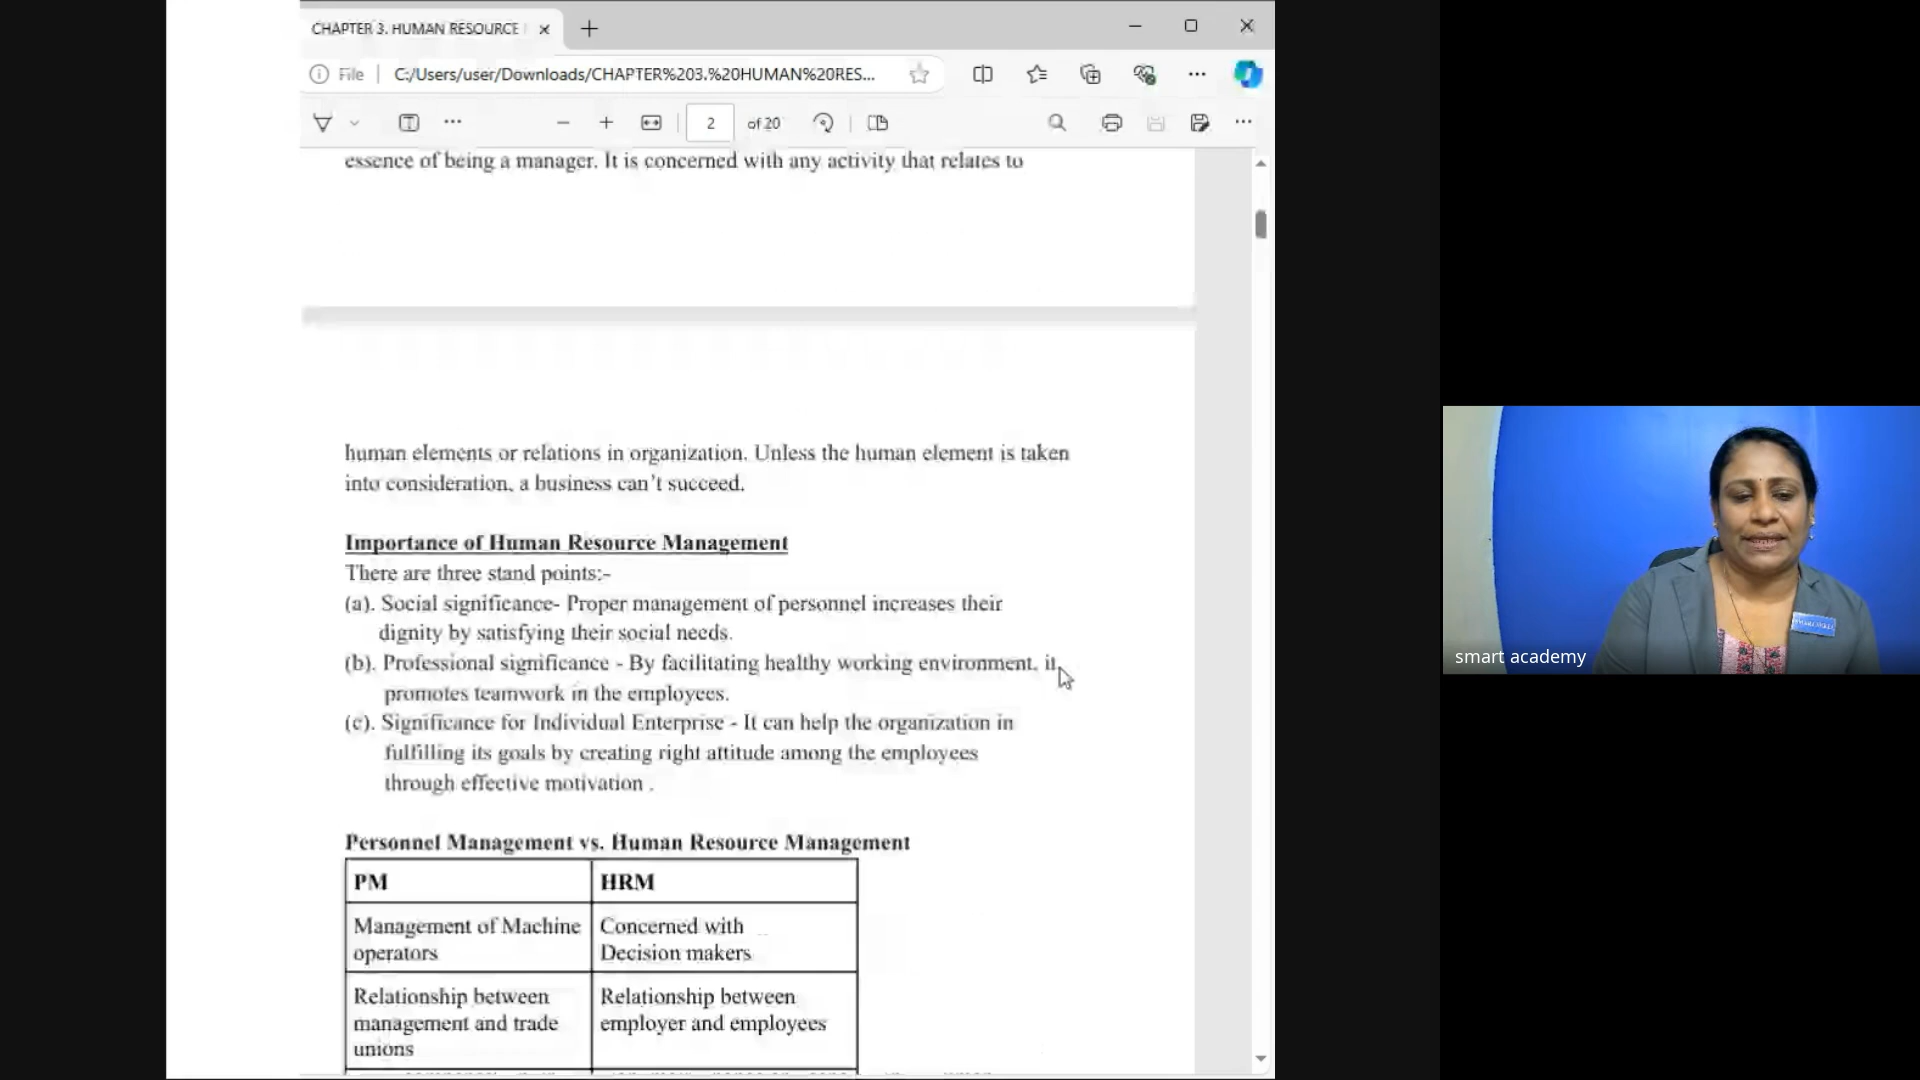 CHAPTER 3. HUMAN RESOURCE
File
C:/Users/user/Downloads/CHAPTER%203.%20HUMAN%20RES...
2 of 20
essence of being a manager. It is concerned with any activity that relates to
human elements or relations in organization. Unless the human element is taken
into consideration, a business can't succeed.
Importance of Human Resource Management
There are three stand points:-
(a). Social significance- Proper management of personnel increases their
dignity by satisfying their social needs.
(b). Professional significance - By facilitating healthy working environment, it
promotes teamwork in the employees.
(c). Significance for Individual Enterprise - It can help the organization in
fulfilling its goals by creating right attitude among the employees
through effective motivation .
Personnel Management vs. Human Resource Management
PM
HRM
Management of Machine
operators
Concerned with
Decision makers
Relationship between
management and trade
unions
Relationship between
employer and employees
smart academy